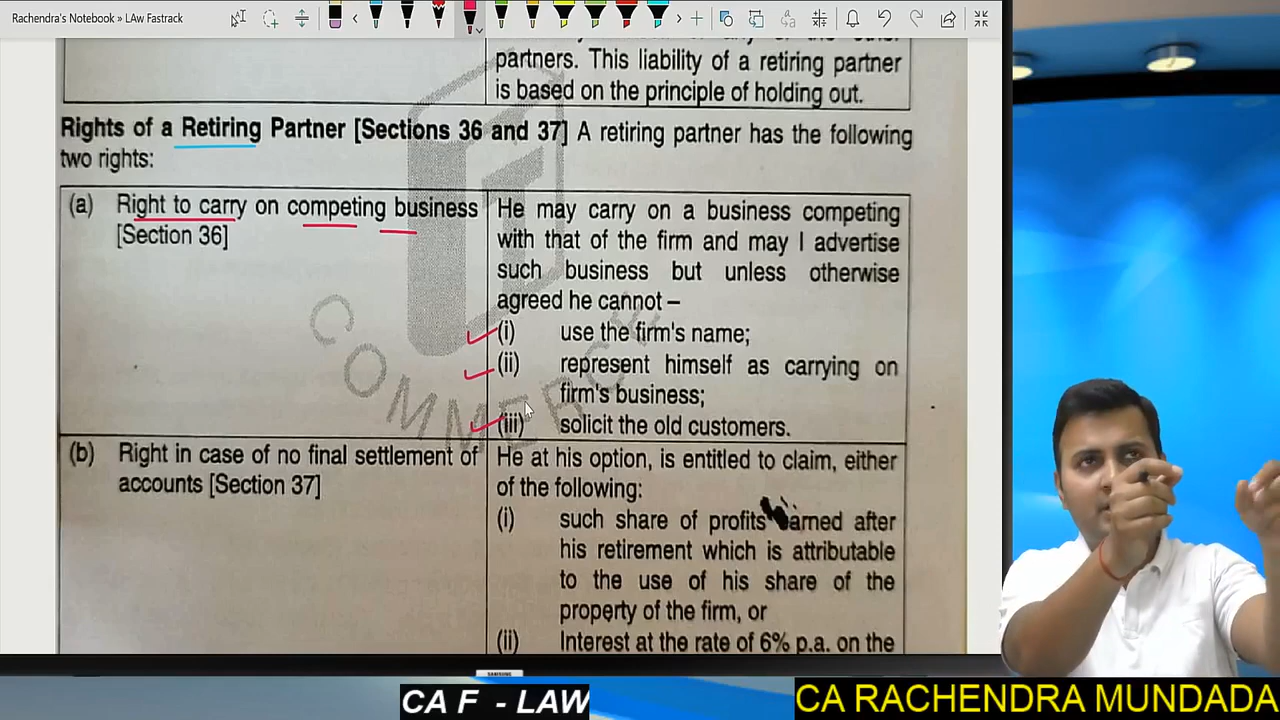 Rachendra's Notebook » LAw Fastrack
partners. This liability of a retiring partner
is based on the principle of holding out.
Rights of a Retiring Partner [Sections 36 and 37] A retiring partner has the following
two rights:
(a) Right to carry on competing business
[Section 36]
He may carry on a business competing
with that of the firm and may I advertise
such business but unless otherwise
agreed he cannot –
(i) use the firm's name;
(ii) represent himself as carrying on
firm's business;
(iii) solicit the old customers.
(b) Right in case of no final settlement of
accounts [Section 37]
He at his option, is entitled to claim, either
of the following:
(i) such share of profits earned after
his retirement which is attributable
to the use of his share of the
property of the firm, or
(ii) Interest at the rate of 6% p.a. on the
COMMERCE
SAMSUNG
CA F - LAW
CA RACHENDRA MUNDADA